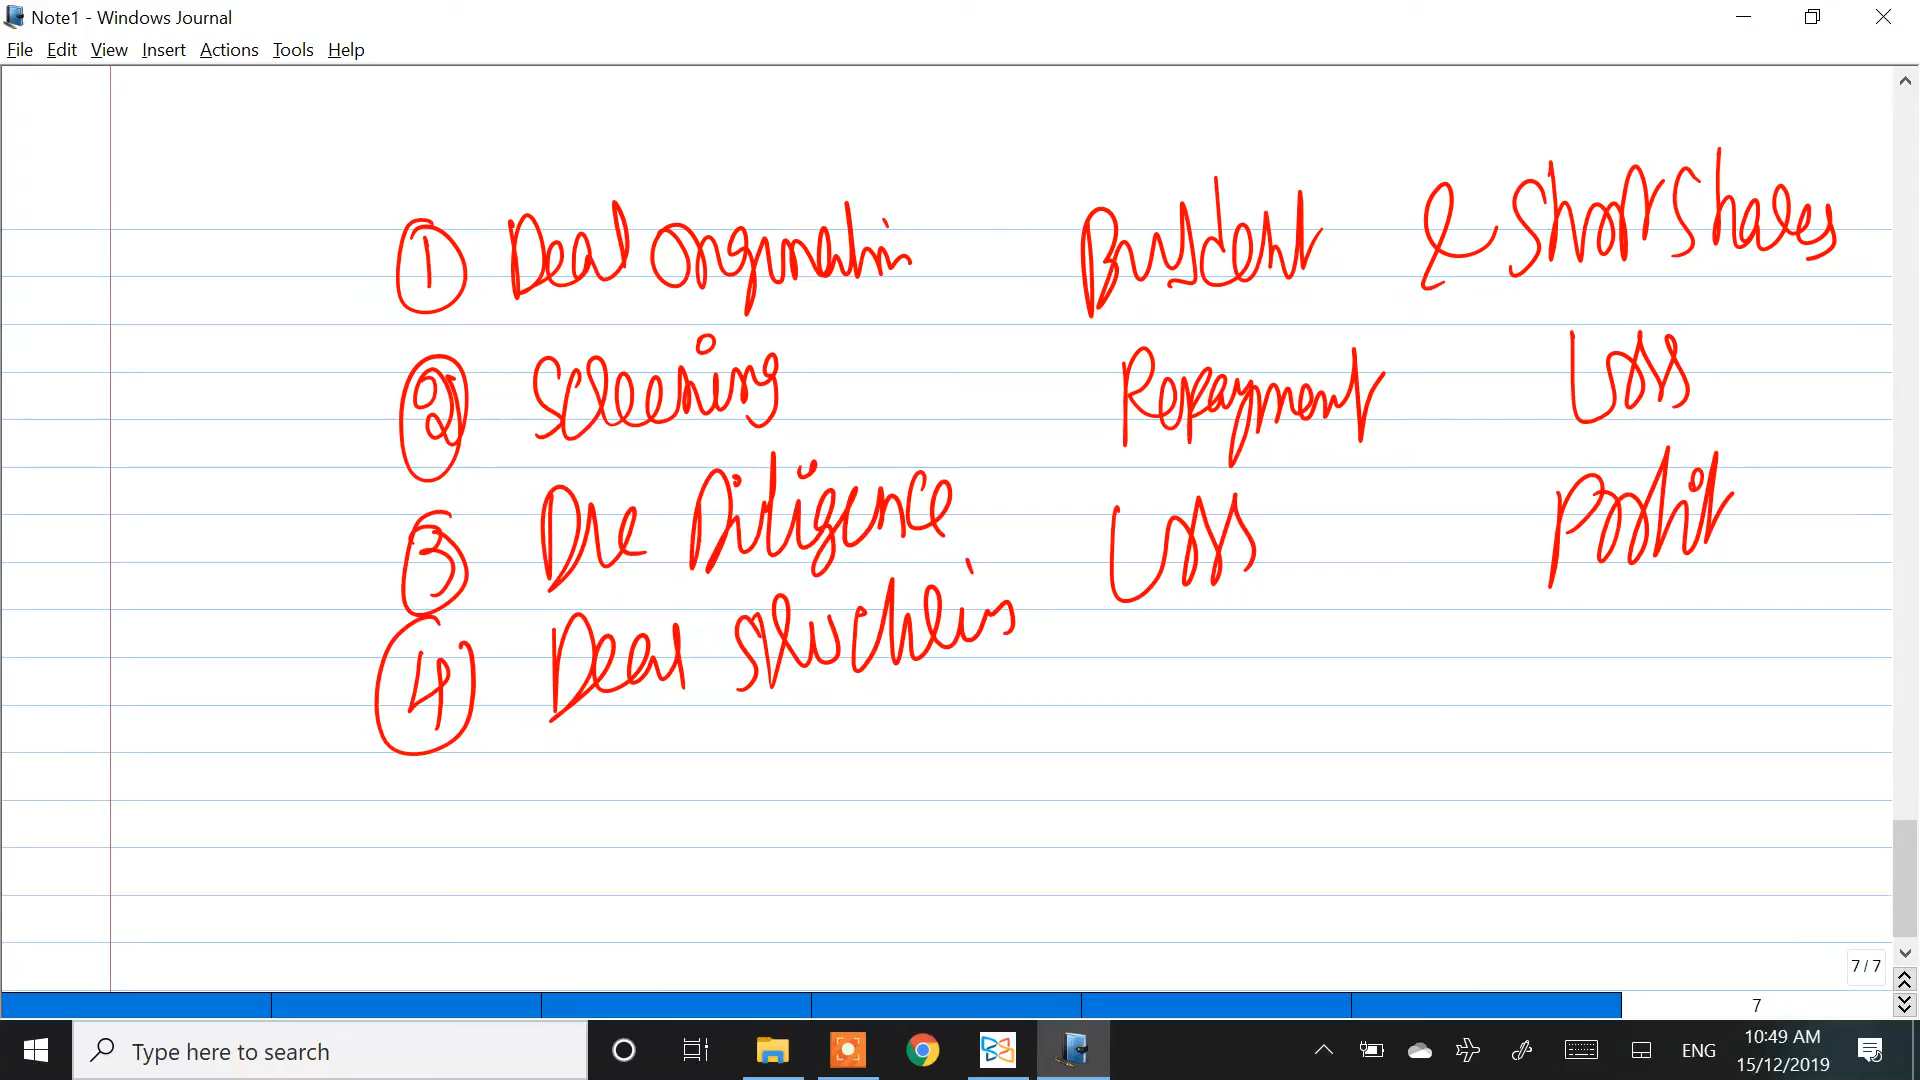 Note1 - Windows Journal
File Edit View Insert Actions Tools Help
① Deal Origination & Short Shares
② Screening Repayment Loss
③ Due Diligence Loss Profit
④ Deal
7 / 7
7
Type here to search
ENG
10:49 AM
15/12/2019